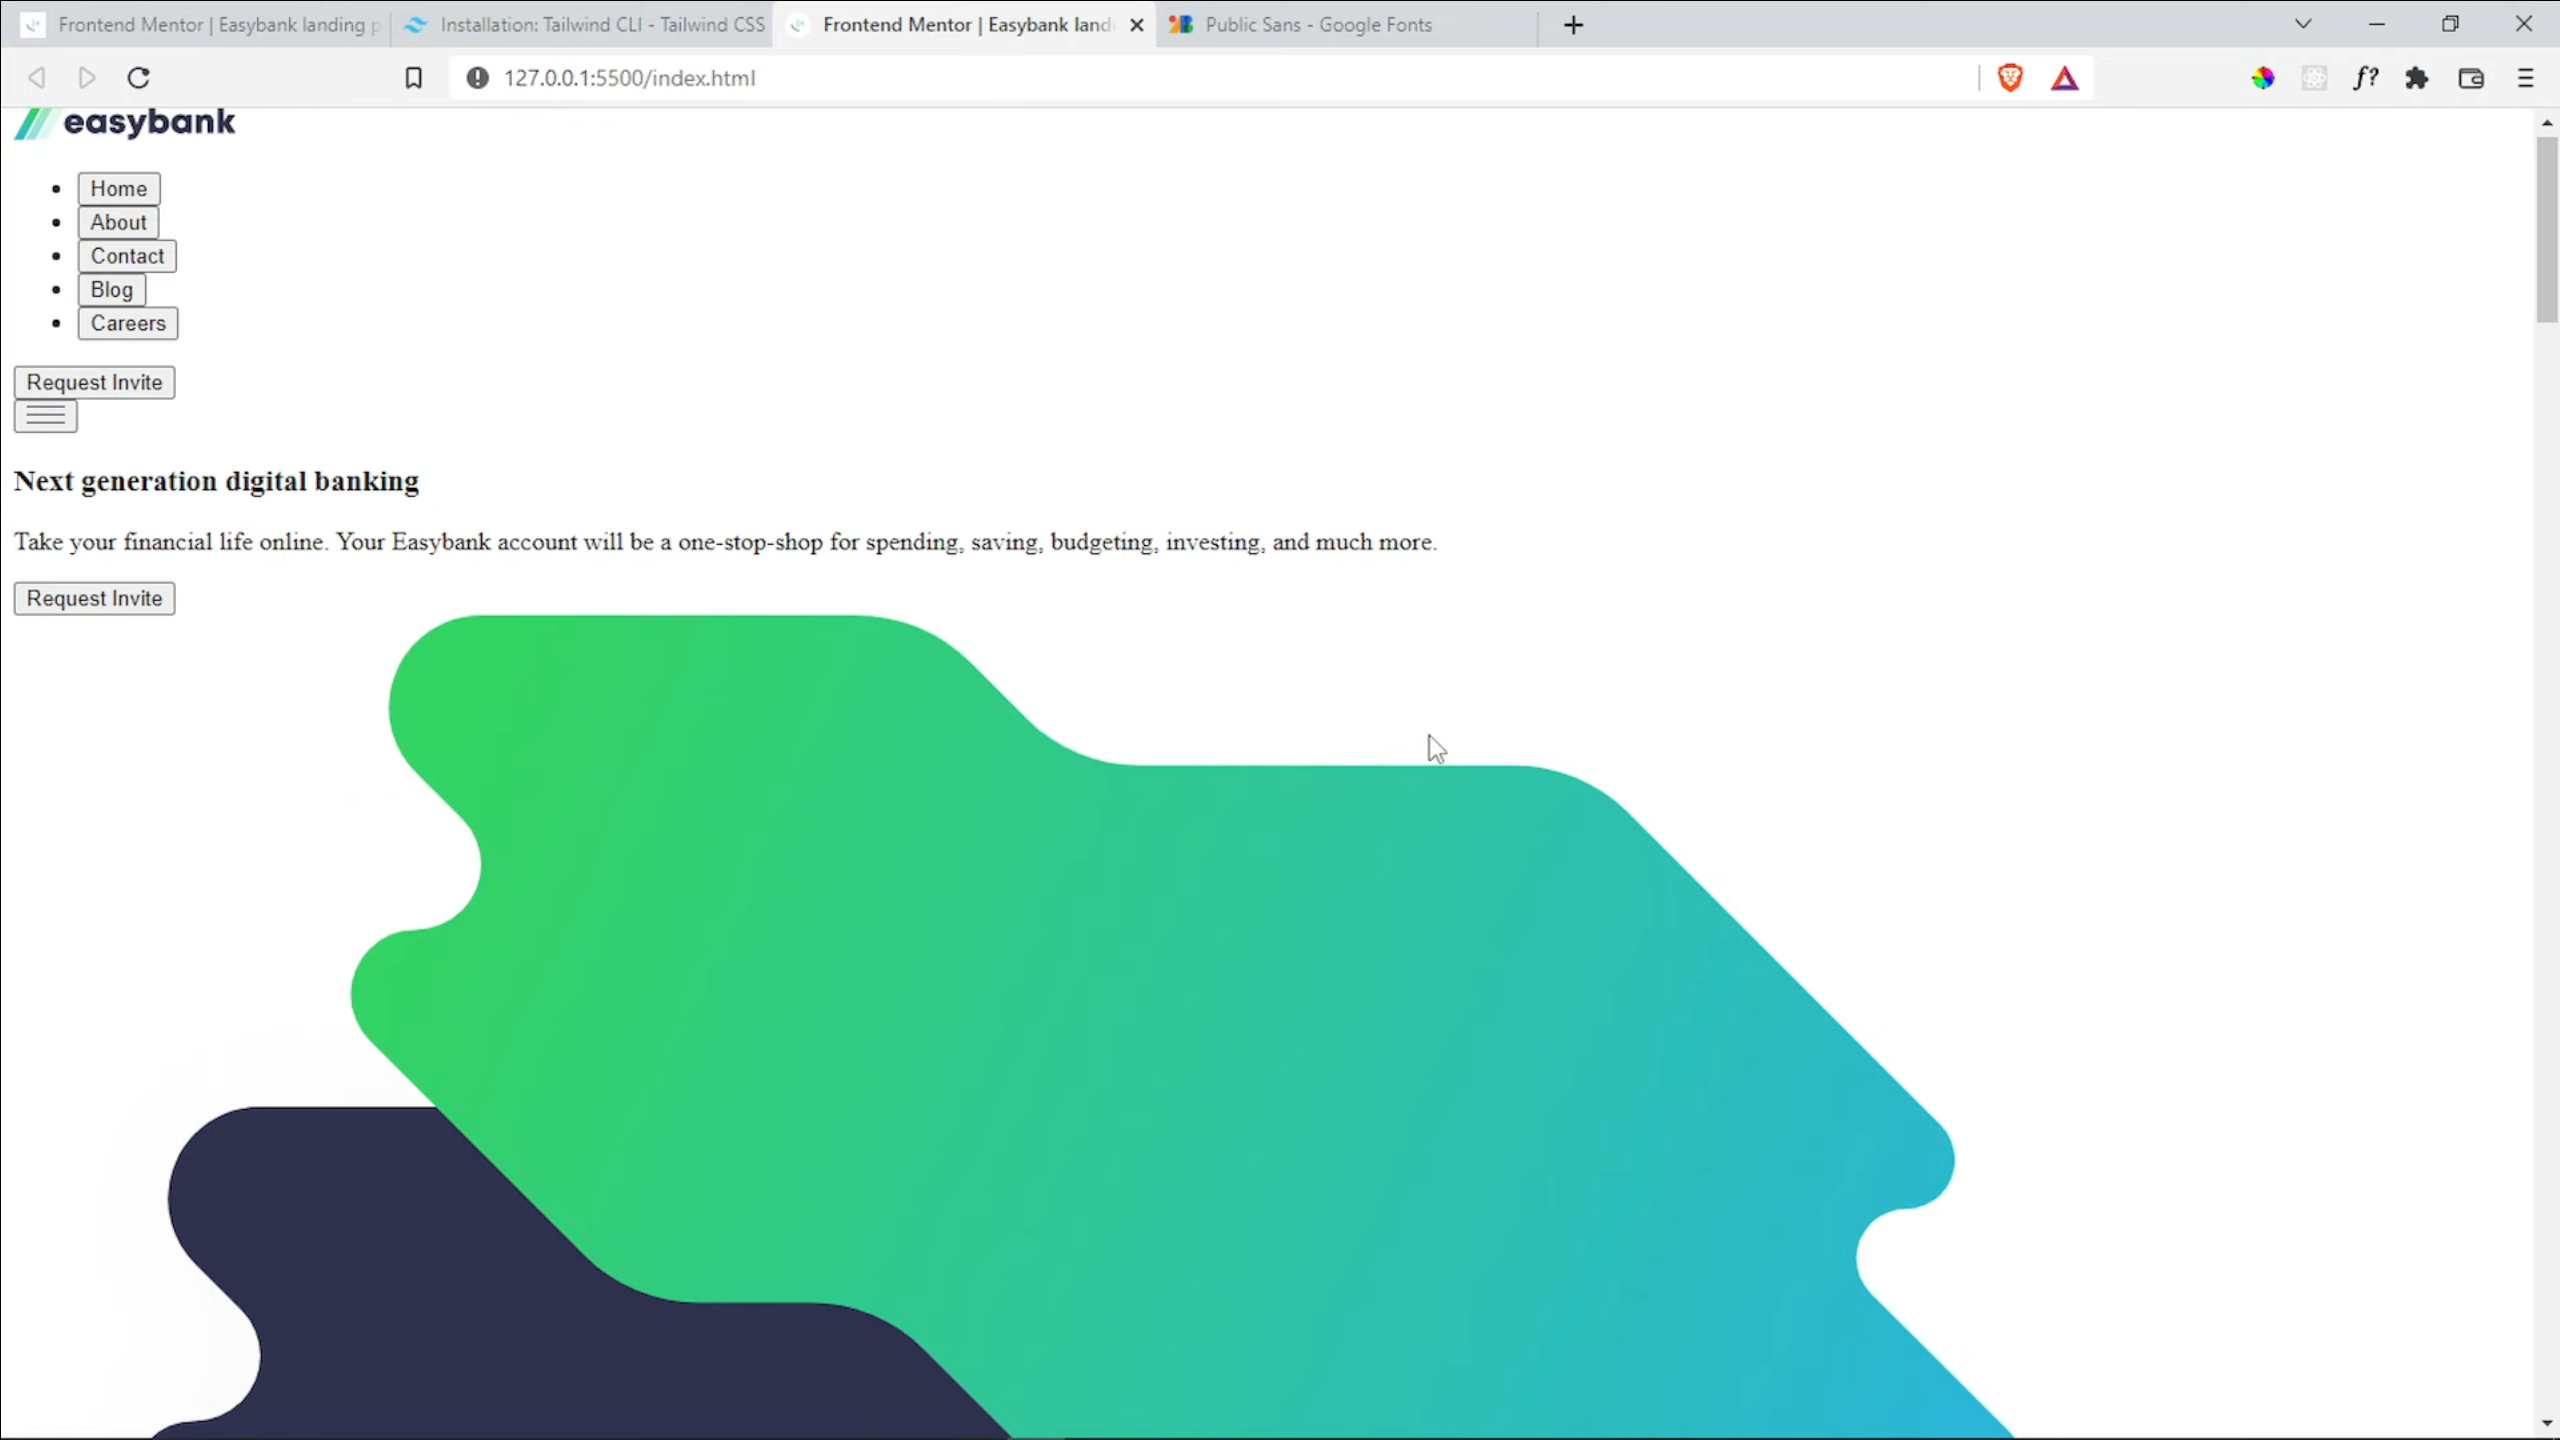 Frontend Mentor | Easybank landing p
Installation: Tailwind CLI - Tailwind CSS
Frontend Mentor | Easybank landi
Public Sans - Google Fonts
127.0.0.1:5500/index.html
f?
easybank
Home
About
Contact
Blog
Careers
Request Invite
Next generation digital banking
Take your financial life online. Your Easybank account will be a one-stop-shop for spending, saving, budgeting, investing, and much more.
Request Invite